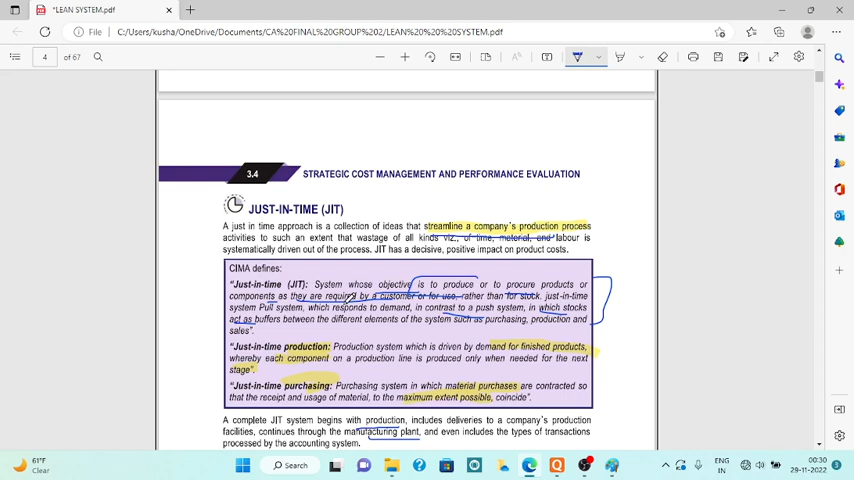 *LEAN SYSTEM.pdf
File
C:/Users/kusha/OneDrive/Documents/CA%20FINAL%20GROUP%202/LEAN%20%20%20SYSTEM.pdf
4 of 67
3.4 STRATEGIC COST MANAGEMENT AND PERFORMANCE EVALUATION
JUST-IN-TIME (JIT)
A just in time approach is a collection of ideas that streamline a company's production process
activities to such an extent that wastage of all kinds viz., of time, material, and labour is
systematically driven out of the process. JIT has a decisive, positive impact on product costs.
CIMA defines:
“Just-in-time (JIT): System whose objective is to produce or to procure products or
components as they are required by a customer or for use, rather than for stock. just-in-time
system Pull system, which responds to demand, in contrast to a push system, in which stocks
act as buffers between the different elements of the system such as purchasing, production and
sales”.
“Just-in-time production: Production system which is driven by demand for finished products,
whereby each component on a production line is produced only when needed for the next
stage”.
“Just-in-time purchasing: Purchasing system in which material purchases are contracted so
that the receipt and usage of material, to the maximum extent possible, coincide”.
A complete JIT system begins with production, includes deliveries to a company's production
facilities, continues through the manufacturing plant, and even includes the types of transactions
processed by the accounting system.
61°F
Clear
Search
ENG
IN
00:30
29-11-2022